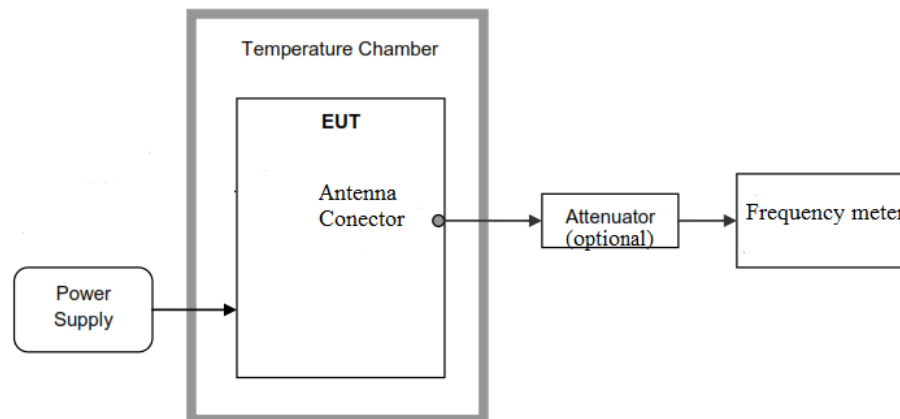 Temperature Chamber
EUT
Antenna
Conector
Attenuator
(optional)
Frequency meter
Power
Supply